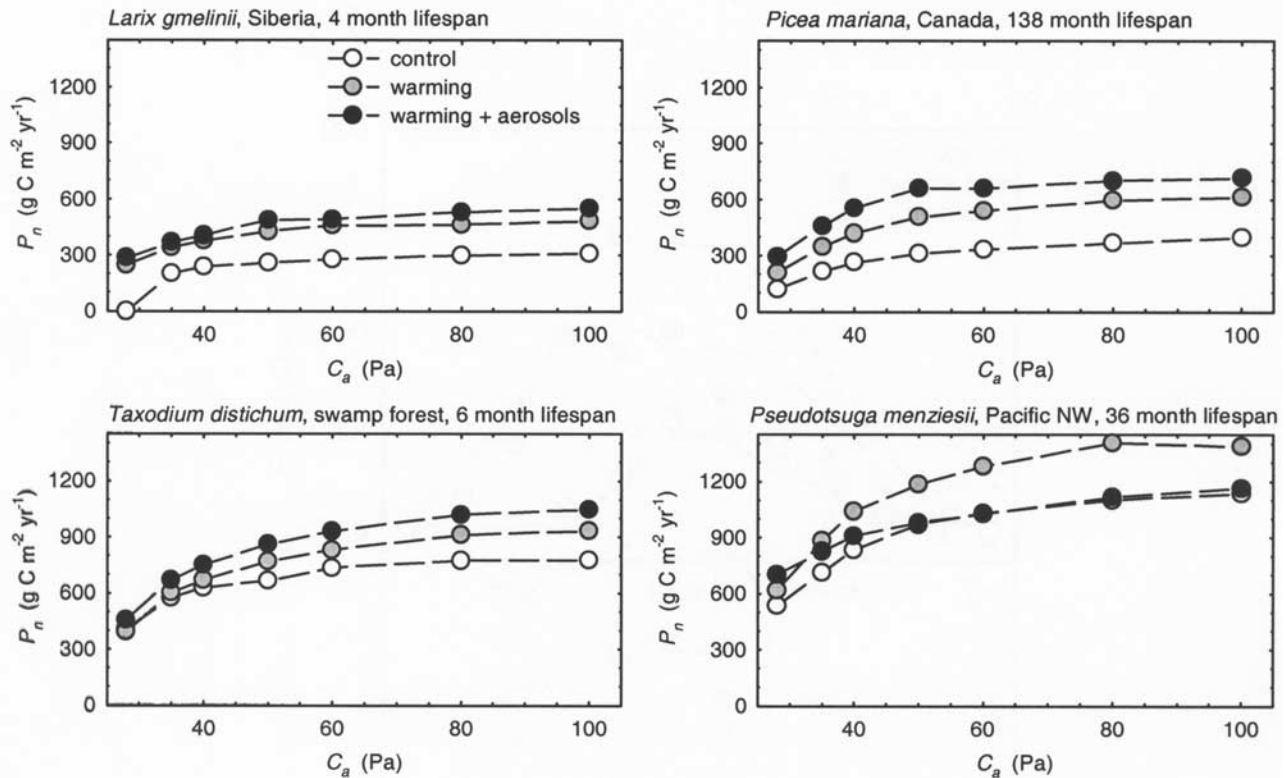 Larix gmelinii, Siberia, 4 month lifespan
control
warming
warming + aerosols
1200
900
600
300
0
Pn (g C m-2 yr-1)
40
60
80
100
Ca (Pa)
Picea mariana, Canada, 138 month lifespan
1200
900
600
300
0
Pn (g C m-2 yr-1)
40
60
80
100
Ca (Pa)
Taxodium distichum, swamp forest, 6 month lifespan
1200
900
600
300
0
Pn (g C m-2 yr-1)
40
60
80
100
Ca (Pa)
Pseudotsuga menziesii, Pacific NW, 36 month lifespan
1200
900
600
300
0
Pn (g C m-2 yr-1)
40
60
80
100
Ca (Pa)